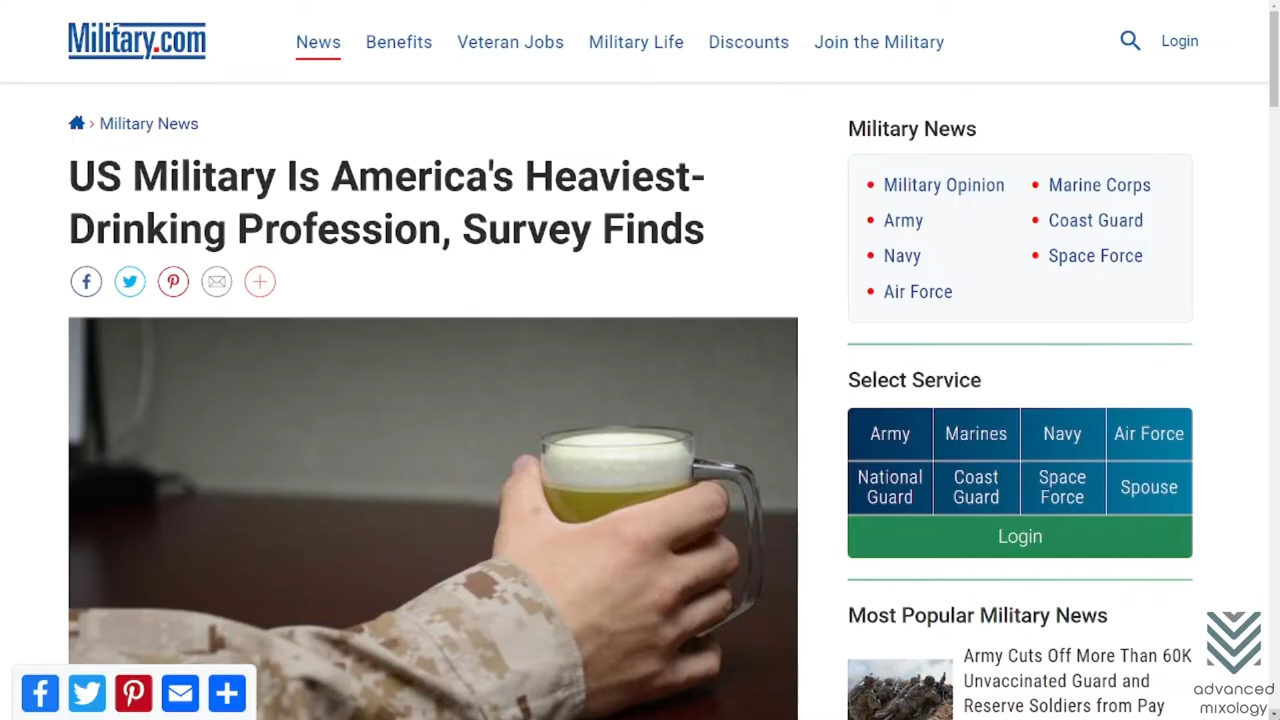 Military.com
News Benefits Veteran Jobs Military Life Discounts Join the Military
Login
› Military News
US Military Is America's Heaviest-
Drinking Profession, Survey Finds
Military News
Military Opinion
Army
Navy
Air Force
Marine Corps
Coast Guard
Space Force
Select Service
Army Marines Navy Air Force
National Guard
Coast Guard
Space Force
Spouse
Login
Most Popular Military News
Army Cuts Off More Than 60K
Unvaccinated Guard and
Reserve Soldiers from Pay
advanced
mixology